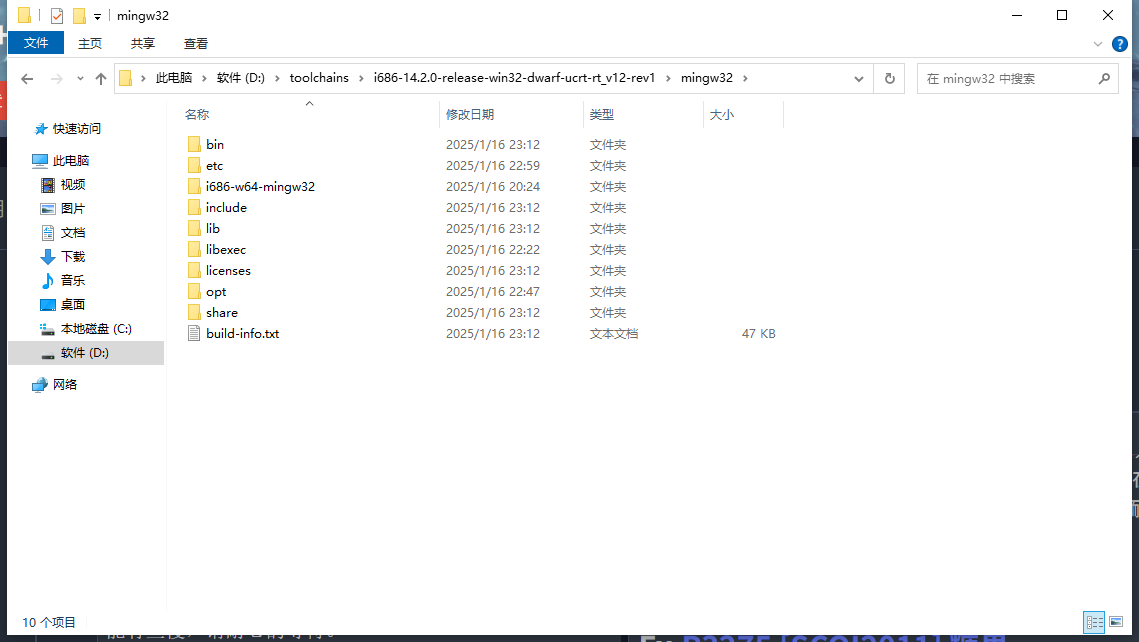 mingw32
文件 主页 共享 查看
此电脑 软件 (D:) toolchains i686-14.2.0-release-win32-dwarf-ucrt-rt_v12-rev1 mingw32 在 mingw32 中搜索
名称 修改日期 类型 大小
快速访问
此电脑
视频
图片
文档
下载
音乐
桌面
本地磁盘 (C:)
软件 (D:)
网络
bin 2025/1/16 23:12 文件夹
etc 2025/1/16 22:59 文件夹
i686-w64-mingw32 2025/1/16 20:24 文件夹
include 2025/1/16 23:12 文件夹
lib 2025/1/16 23:12 文件夹
libexec 2025/1/16 22:22 文件夹
licenses 2025/1/16 23:12 文件夹
opt 2025/1/16 22:47 文件夹
share 2025/1/16 23:12 文件夹
build-info.txt 2025/1/16 23:12 文本文档 47 KB
10 个项目